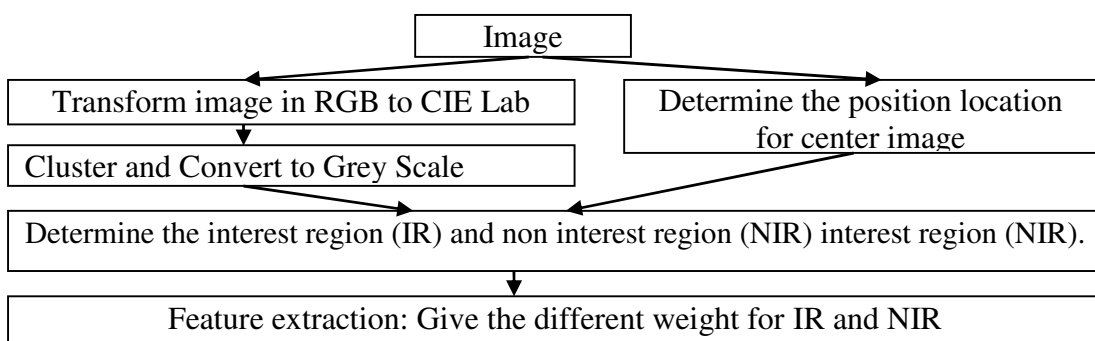 Image
Transform image in RGB to CIE Lab
Cluster and Convert to Grey Scale
Determine the position location
for center image
Determine the interest region (IR) and non interest region (NIR) interest region (NIR).
Feature extraction: Give the different weight for IR and NIR